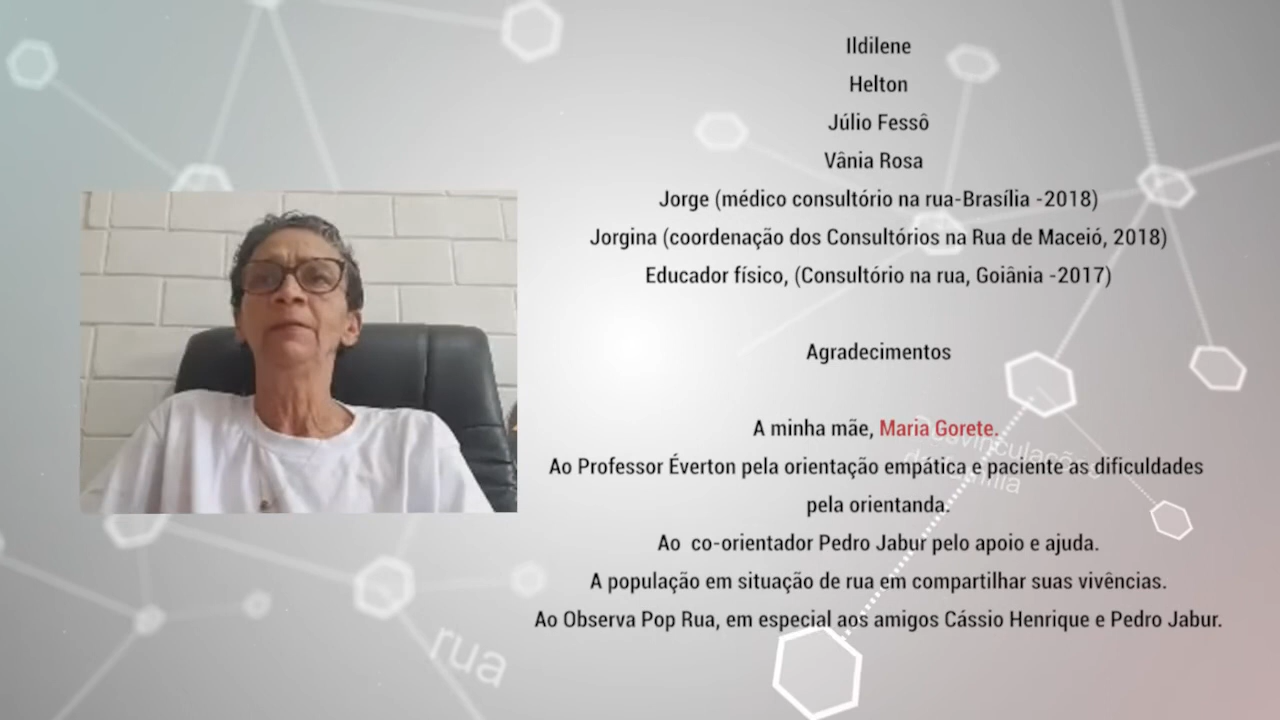 Ildilene
Helton
Júlio Fessô
Vânia Rosa
Jorge (médico consultório na rua-Brasília -2018)
Jorgina (coordenação dos Consultórios na Rua de Maceió, 2018)
Educador físico, (Consultório na rua, Goiânia -2017)
Agradecimentos
A minha mãe, Maria Gorete.
Ao Professor Éverton pela orientação empática e paciente as dificuldades
pela orientanda.
Ao co-orientador Pedro Jabur pelo apoio e ajuda.
A população em situação de rua em compartilhar suas vivências.
Ao Observa Pop Rua, em especial aos amigos Cássio Henrique e Pedro Jabur.
rua